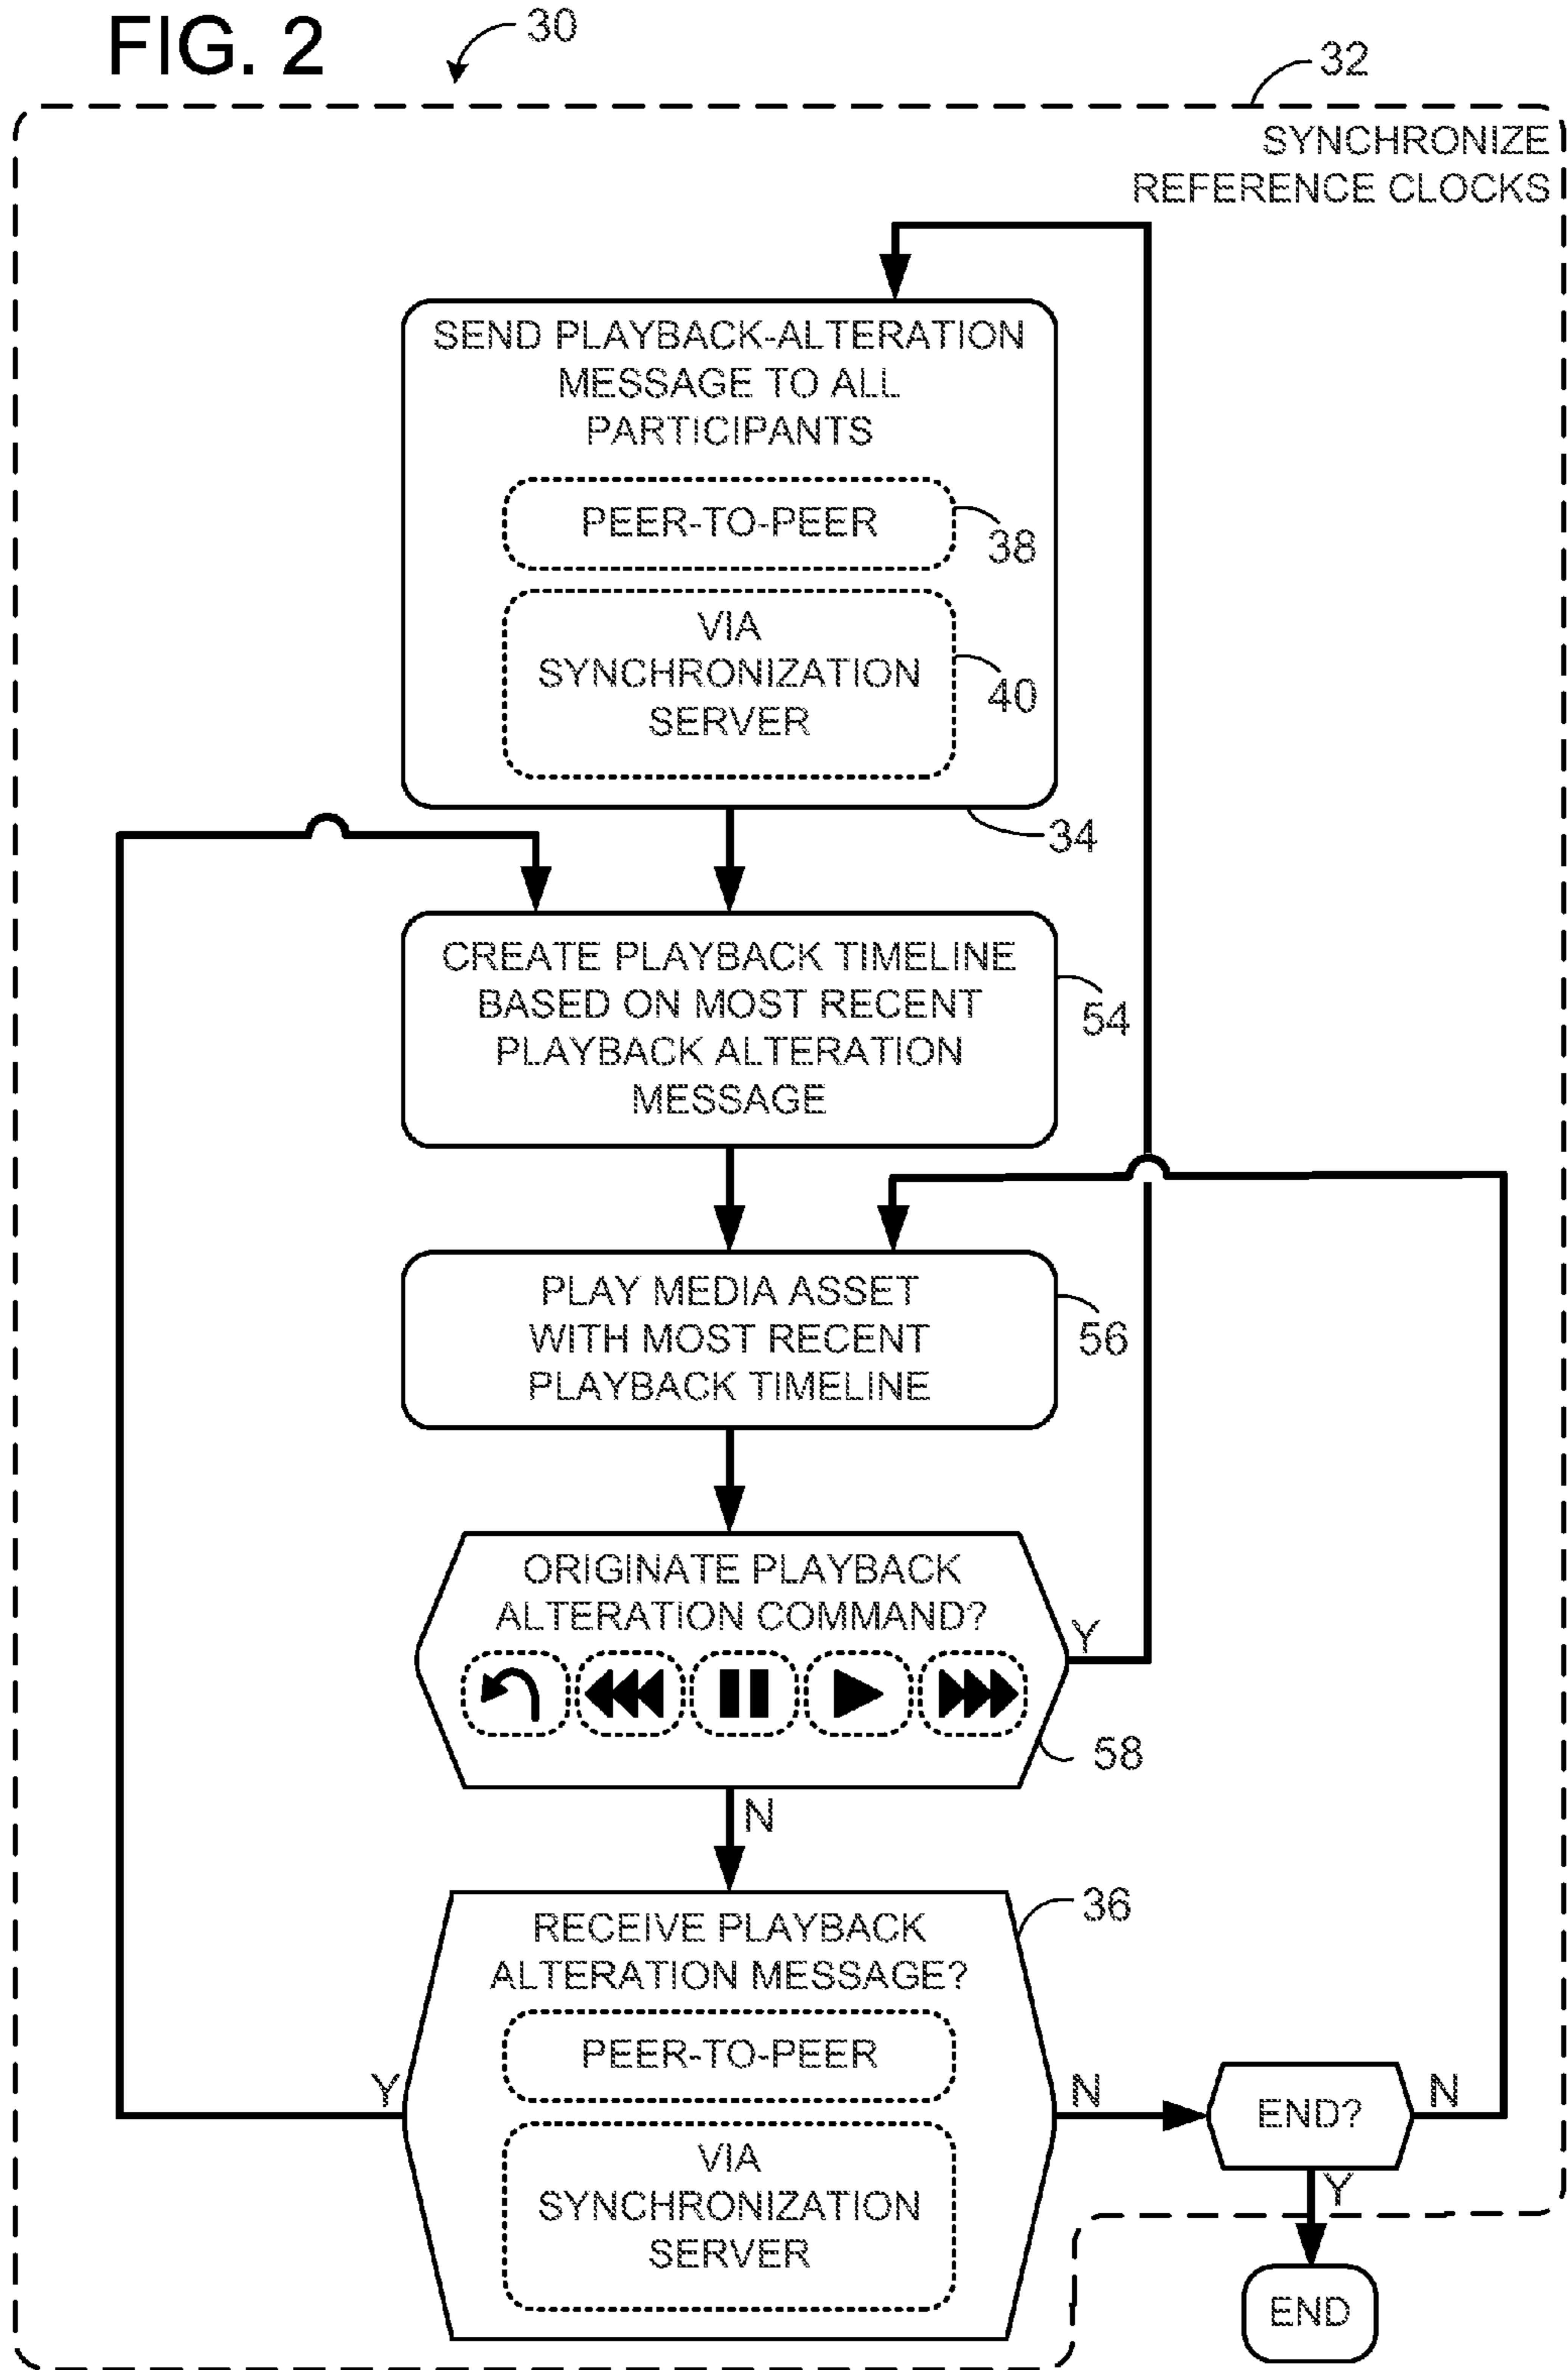 FIG. 2
30
32
SYNCHRONIZE
REFERENCE CLOCKS
SEND PLAYBACK-ALTERATION
MESSAGE TO ALL
PARTICIPANTS
PEER-TO-PEER
38
VIA
SYNCHRONIZATION
SERVER
40
34
CREATE PLAYBACK TIMELINE
BASED ON MOST RECENT
PLAYBACK ALTERATION
MESSAGE
54
PLAY MEDIA ASSET
WITH MOST RECENT
PLAYBACK TIMELINE
56
ORIGINATE PLAYBACK
ALTERATION COMMAND?
Y
58
N
36
RECEIVE PLAYBACK
ALTERATION MESSAGE?
PEER-TO-PEER
Y
N
END?
N
VIA
SYNCHRONIZATION
SERVER
Y
END